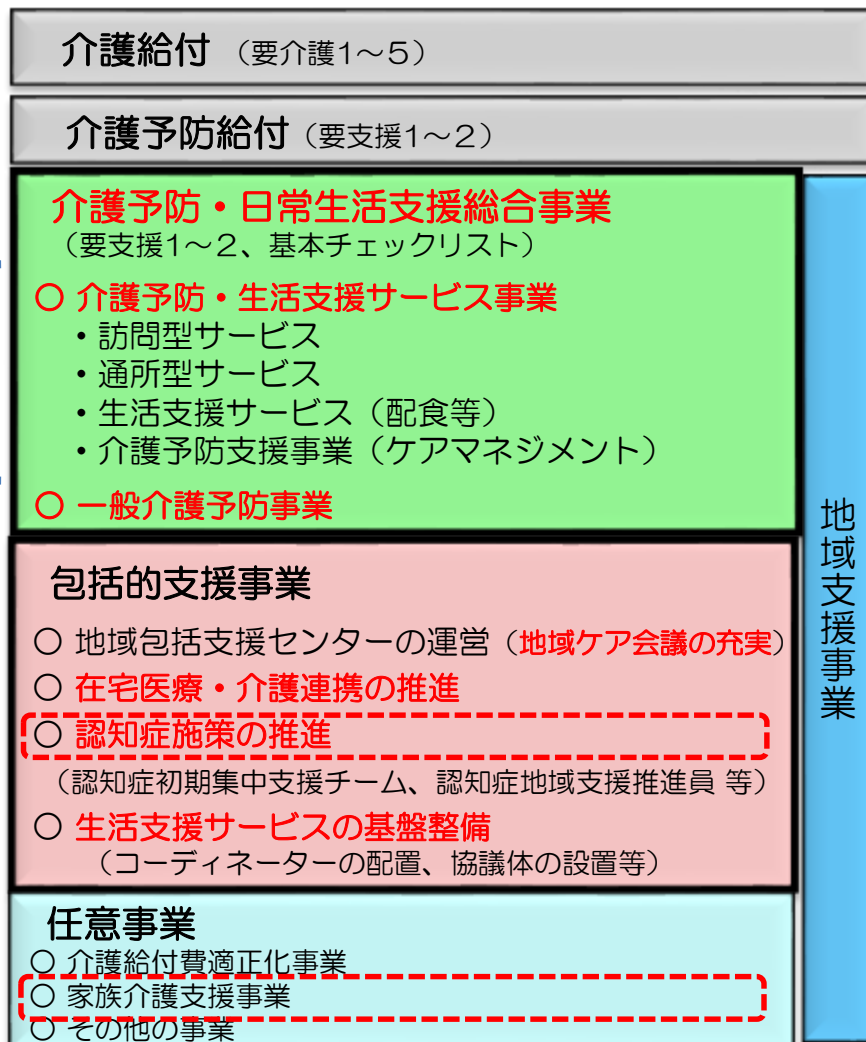 介護給付 (要介護1~5)
介護予防給付(要支援1~2)
介護予防・日常生活支援総合事業
(要支援1~2、基本チェックリスト)
○ 介護予防・生活支援サービス事業
・訪問型サービス
・通所型サービス
・生活支援サービス(配食等)
・介護予防支援事業(ケアマネジメント)
○ 一般介護予防事業
包括的支援事業
○ 地域包括支援センターの運営(地域ケア会議の充実)
○ 在宅医療・介護連携の推進
○ 認知症施策の推進
(認知症初期集中支援チーム、認知症地域支援推進員 等)
○ 生活支援サービスの基盤整備
(コーディネーターの配置、協議体の設置等)
任意事業
○ 介護給付費適正化事業
○ 家族介護支援事業
○ その他の事業
地域支援事業